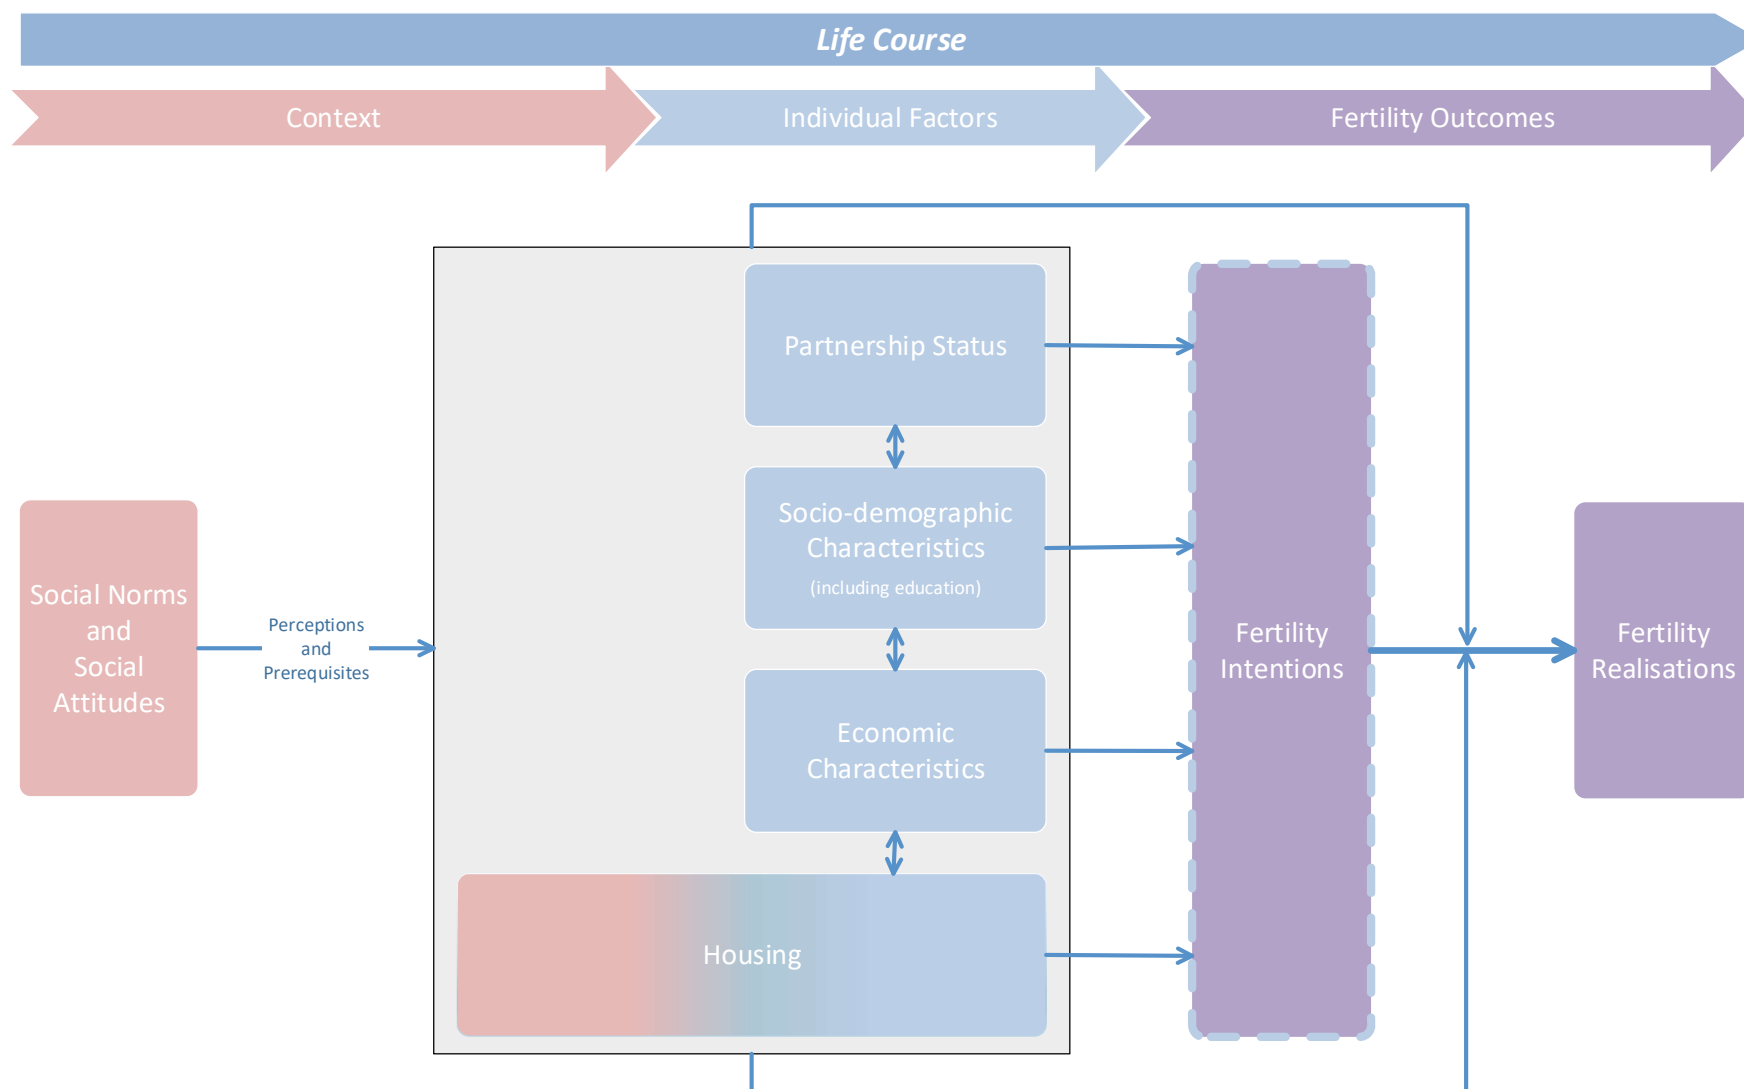 Life Course
Context
Individual Factors
Fertility Outcomes
Partnership Status
Socio-demographic
Characteristics
(including education)
Social Norms
and
Social
Attitudes
Perceptions
and
Prerequisites
Fertility
Intentions
Fertility
Realisations
Economic
Characteristics
Housing